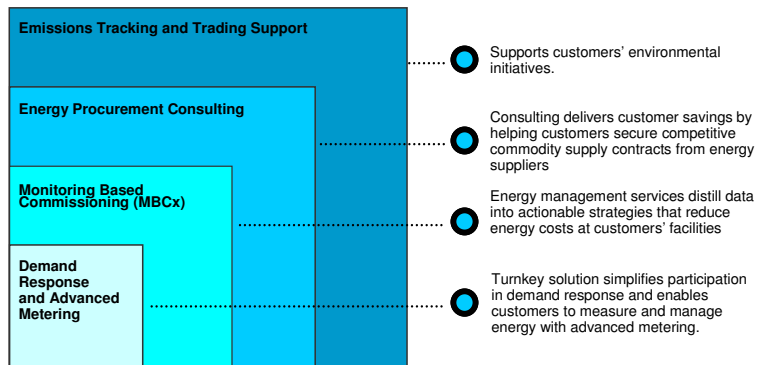 Emissions Tracking and Trading Support
Supports customers’ environmental
initiatives.
Energy Procurement Consulting
Consulting delivers customer savings by
helping customers secure competitive
commodity supply contracts from energy
suppliers
Monitoring Based
Commissioning (MBCx)
Energy management services distill data
into actionable strategies that reduce
energy costs at customers’ facilities
Demand
Response
and Advanced
Metering
Turnkey solution simplifies participation
in demand response and enables
customers to measure and manage
energy with advanced metering.